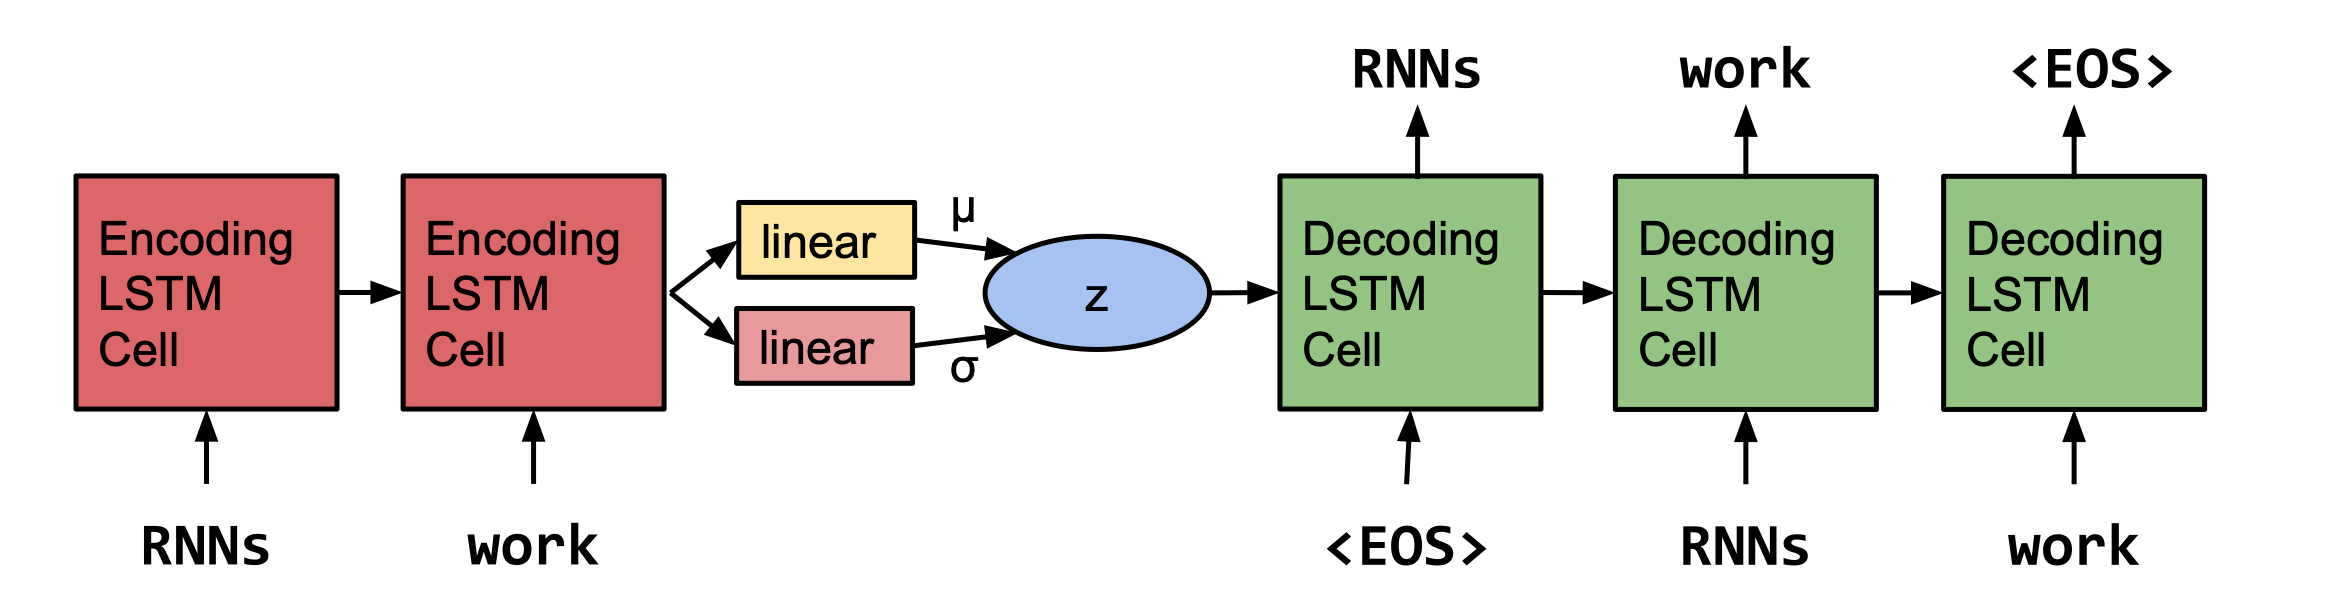 RNNs work <EOS>
Encoding
LSTM
Cell
Encoding
LSTM
Cell
linear
μ
linear
σ
z
Decoding
LSTM
Cell
Decoding
LSTM
Cell
Decoding
LSTM
Cell
RNNs work <EOS> RNNs work